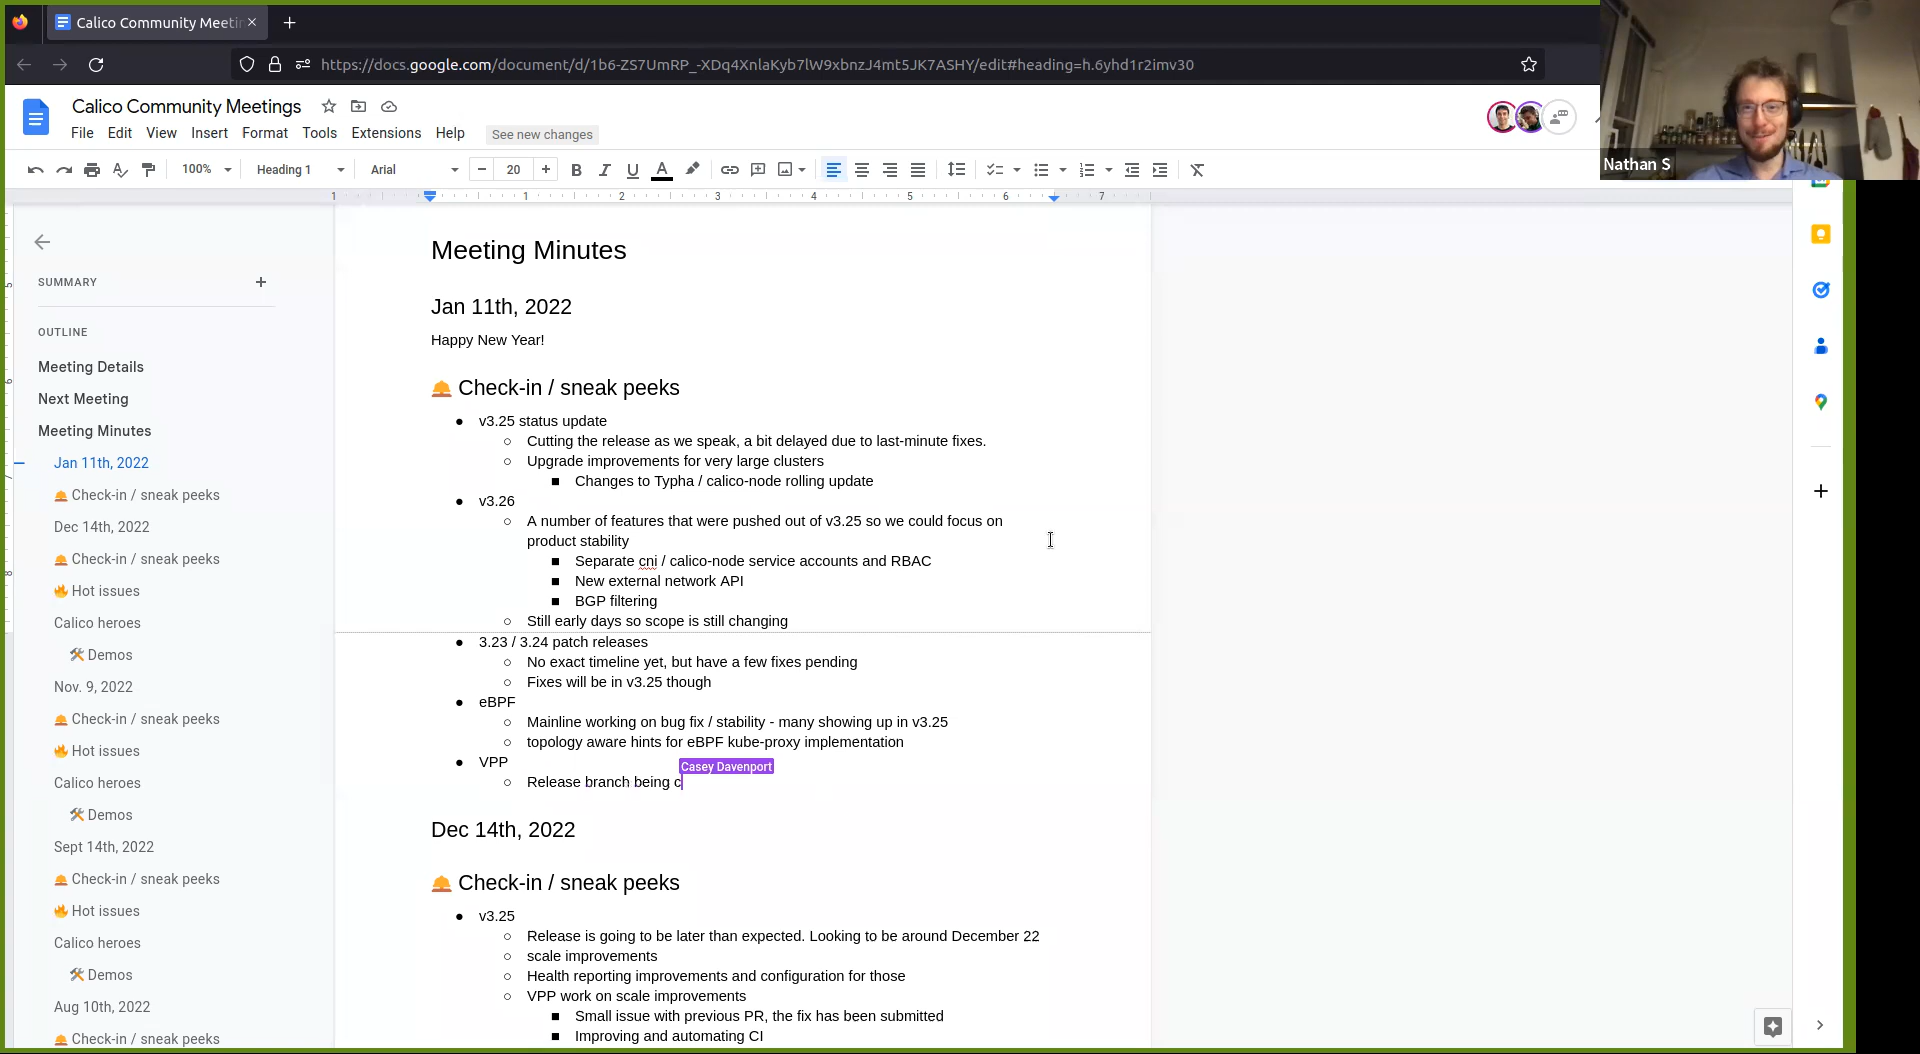 Calico Community Meetin
https://docs.google.com/document/d/1b6-ZS7UmRP_-XDq4XnlaKyb7lW9xbnzJ4mt5JK7ASHY/edit#heading=h.6yhd1r2imv30
Calico Community Meetings
File Edit View Insert Format Tools Extensions Help See new changes
Nathan S
100% Heading 1 Arial − 20 + B I U A
1 1 2 3 4 5 6 7
SUMMARY
OUTLINE
Meeting Details
Next Meeting
Meeting Minutes
Jan 11th, 2022
Check-in / sneak peeks
Dec 14th, 2022
Check-in / sneak peeks
🔥 Hot issues
Calico heroes
🛠 Demos
Nov. 9, 2022
Check-in / sneak peeks
🔥 Hot issues
Calico heroes
🛠 Demos
Sept 14th, 2022
Check-in / sneak peeks
🔥 Hot issues
Calico heroes
🛠 Demos
Aug 10th, 2022
Check-in / sneak peeks
Meeting Minutes
Jan 11th, 2022
Happy New Year!
Check-in / sneak peeks
● v3.25 status update
○ Cutting the release as we speak, a bit delayed due to last-minute fixes.
○ Upgrade improvements for very large clusters
■ Changes to Typha / calico-node rolling update
● v3.26
○ A number of features that were pushed out of v3.25 so we could focus on
product stability
■ Separate cni / calico-node service accounts and RBAC
■ New external network API
■ BGP filtering
○ Still early days so scope is still changing
● 3.23 / 3.24 patch releases
○ No exact timeline yet, but have a few fixes pending
○ Fixes will be in v3.25 though
● eBPF
○ Mainline working on bug fix / stability - many showing up in v3.25
○ topology aware hints for eBPF kube-proxy implementation
● VPP
Casey Davenport
○ Release branch being c
Dec 14th, 2022
Check-in / sneak peeks
● v3.25
○ Release is going to be later than expected. Looking to be around December 22
○ scale improvements
○ Health reporting improvements and configuration for those
○ VPP work on scale improvements
■ Small issue with previous PR, the fix has been submitted
■ Improving and automating CI